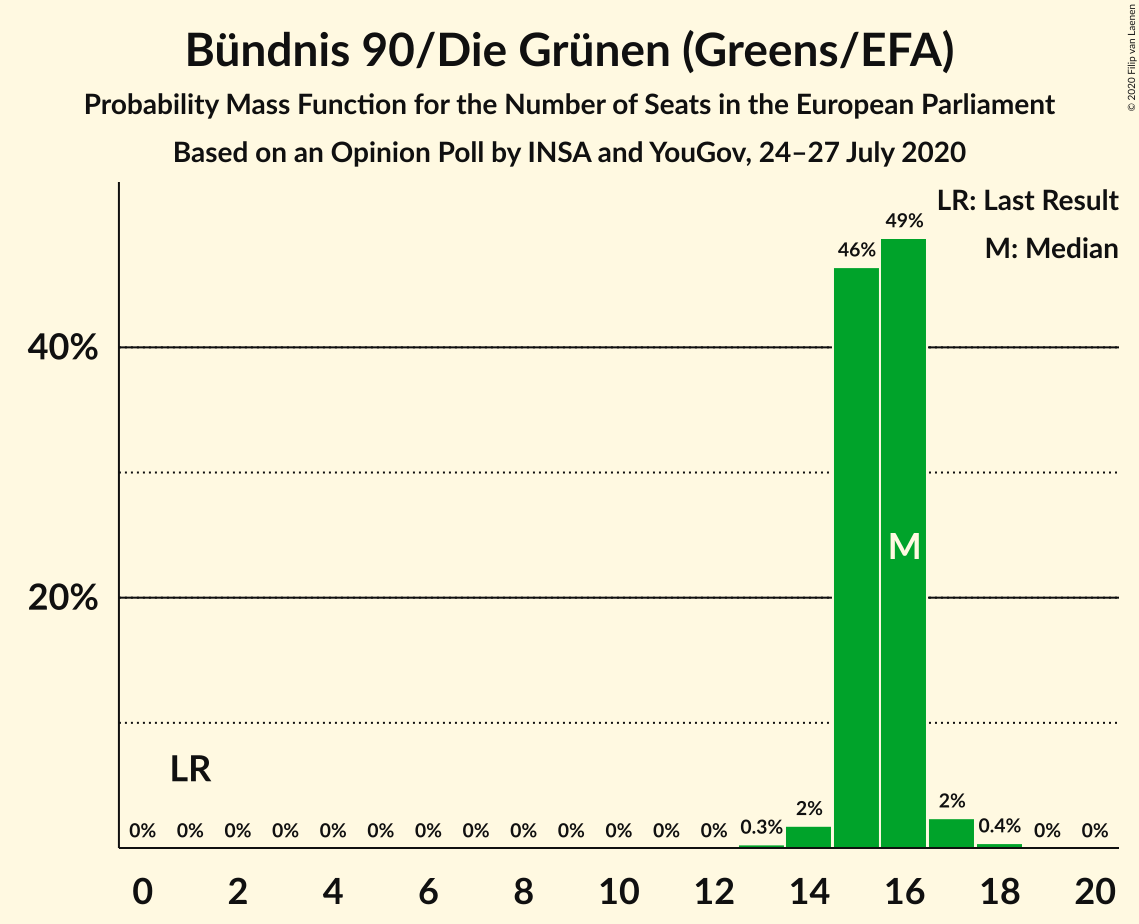 Bündnis 90/Die Grünen (Greens/EFA)
Probability Mass Function for the Number of Seats in the European Parliament
Based on an Opinion Poll by INSA and YouGov, 24–27 July 2020
© 2020 Filip van Laenen
LR: Last Result
M: Median
49%
46%
40%
M
20%
LR
0% 0% 0% 0% 0% 0% 0% 0% 0% 0% 0% 0% 0% 0.3% 2% 2% 0.4% 0% 0%
0 2 4 6 8 10 12 14 16 18 20